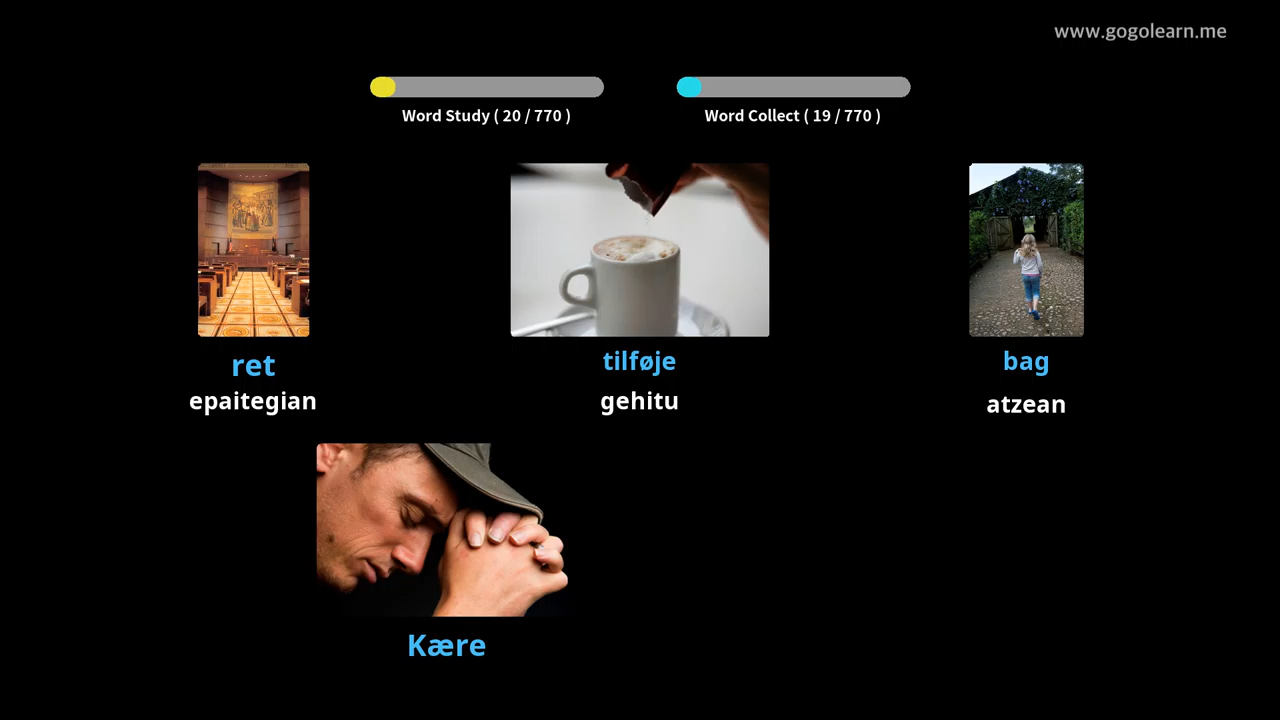 www.gogolearn.me
Word Study ( 20 / 770 )
Word Collect ( 19 / 770 )
ret
epaitegian
tilføje
gehitu
bag
atzean
Kære